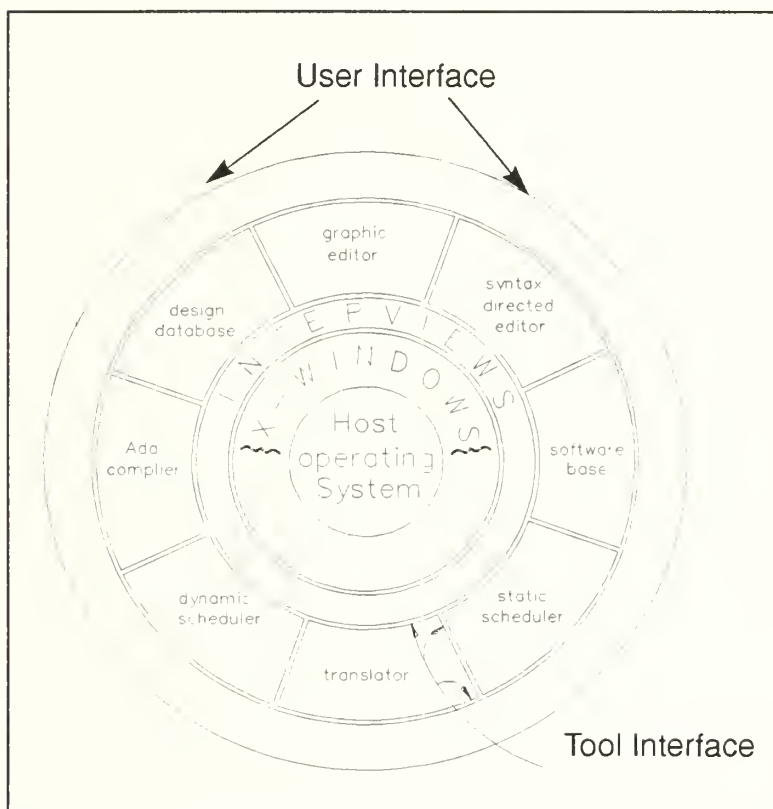 User Interface
graphic
editor
syntax
directed
editor
design
database
INTERVIEWS
X-WINDOWS
Host
operating
System
Ada
complier
software
base
dynamic
scheduler
static
scheduler
translator
Tool Interface